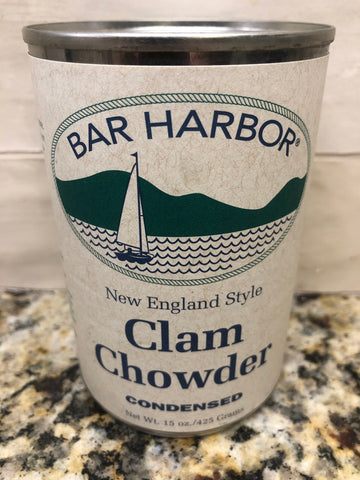 BAR HARBOR®
New England Style
Clam
Chowder
CONDENSED
Net Wt. 15 oz./425 Grams